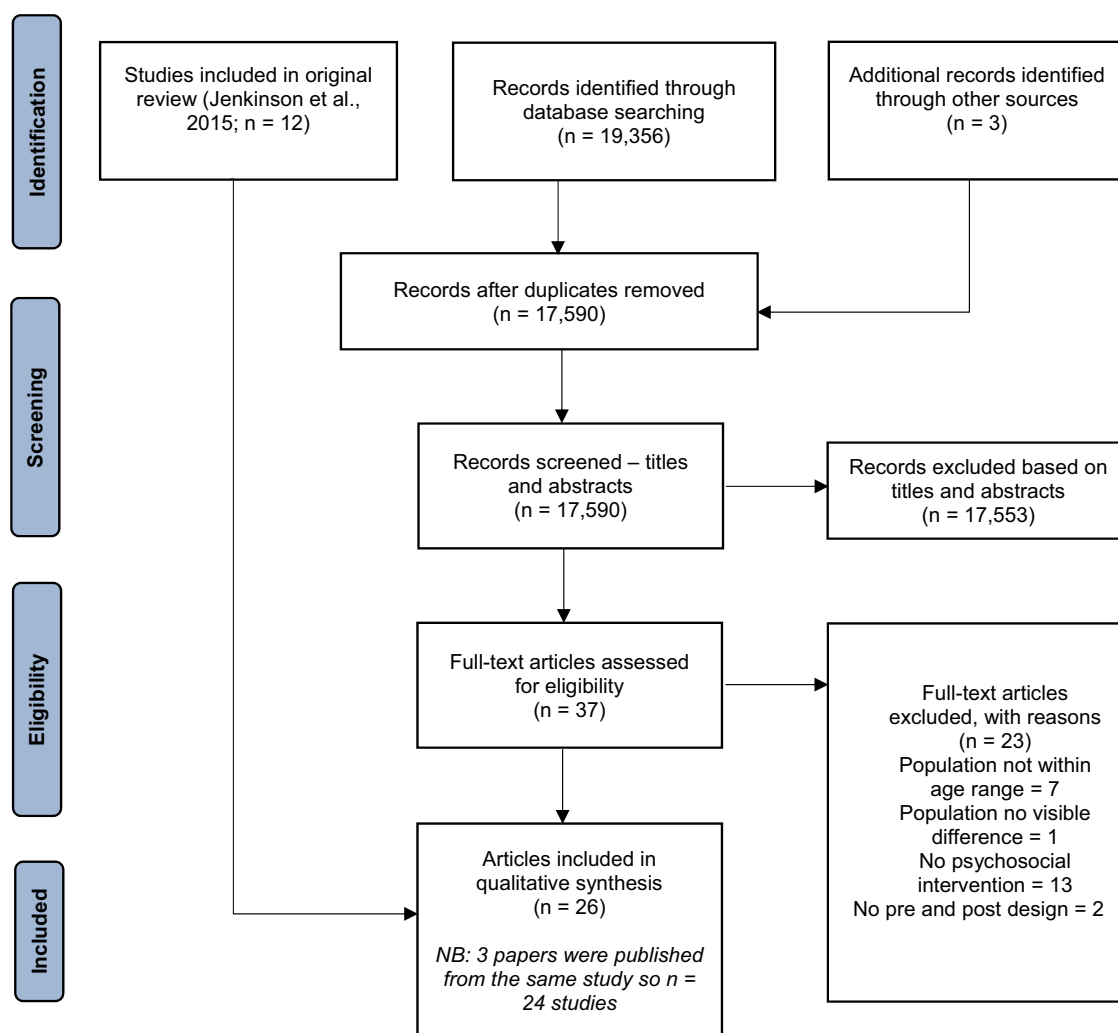 Identification
Studies included in original
review (Jenkinson et al.,
2015; n = 12)
Records identified through
database searching
(n = 19,356)
Additional records identified
through other sources
(n = 3)
Records after duplicates removed
(n = 17,590)
Screening
Records screened – titles
and abstracts
(n = 17,590)
Records excluded based on
titles and abstracts
(n = 17,553)
Eligibility
Full-text articles assessed
for eligibility
(n = 37)
Full-text articles
excluded, with reasons
(n = 23)
Population not within
age range = 7
Population no visible
difference = 1
No psychosocial
intervention = 13
No pre and post design = 2
Included
Articles included in
qualitative synthesis
(n = 26)
NB: 3 papers were published
from the same study so n =
24 studies